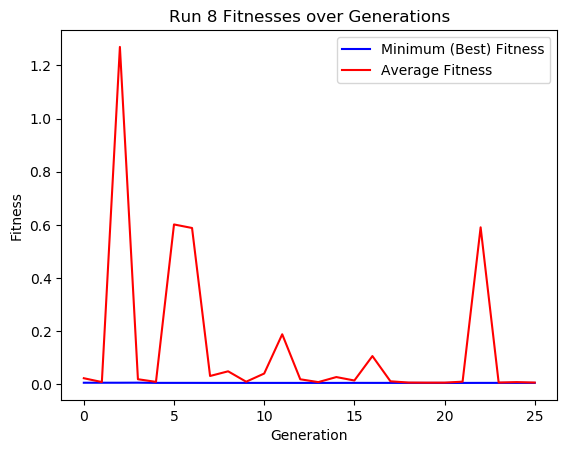 Run 8 Fitnesses over Generations
Minimum (Best) Fitness
Average Fitness
1.2
1.0
0.8
0.6
0.4
0.2
0.0
Fitness
0 5 10 15 20 25
Generation